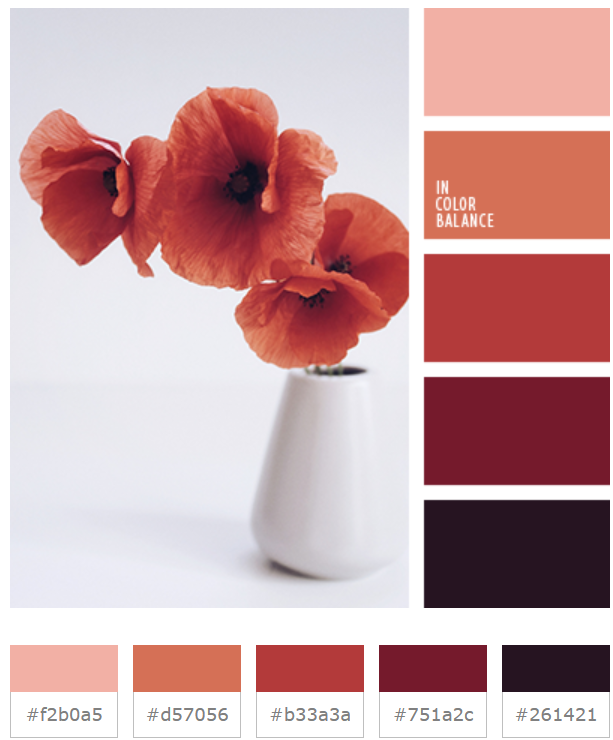 IN
COLOR
BALANCE
#f2b0a5
#d57056
#b33a3a
#751a2c
#261421